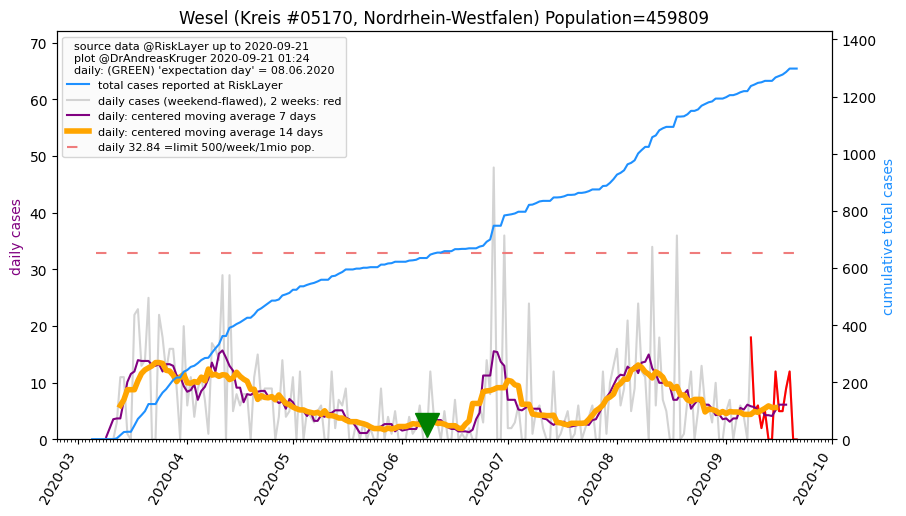 Wesel (Kreis #05170, Nordrhein-Westfalen) Population=459809
source data @RiskLayer up to 2020-09-21
plot @DrAndreasKruger 2020-09-21 01:24
daily: (GREEN) 'expectation day' = 08.06.2020
total cases reported at RiskLayer
daily cases (weekend-flawed), 2 weeks: red
daily: centered moving average 7 days
daily: centered moving average 14 days
daily 32.84 =limit 500/week/1mio pop.
daily cases
70
60
50
40
30
20
10
0
cumulative total cases
1400
1200
1000
800
600
400
200
0
2020-03
2020-04
2020-05
2020-06
2020-07
2020-08
2020-09
2020-10